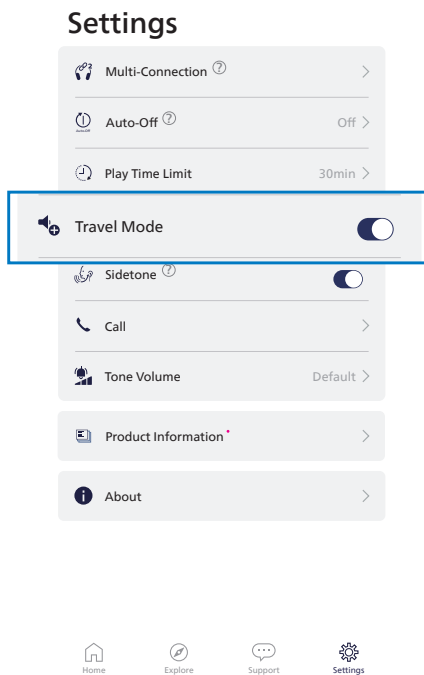 Settings
Multi-Connection ?
Auto-Off ?
Off
Play Time Limit
30min
Travel Mode
Sidetone ?
Call
Tone Volume
Default
Product Information
About
Home
Explore
Support
Settings